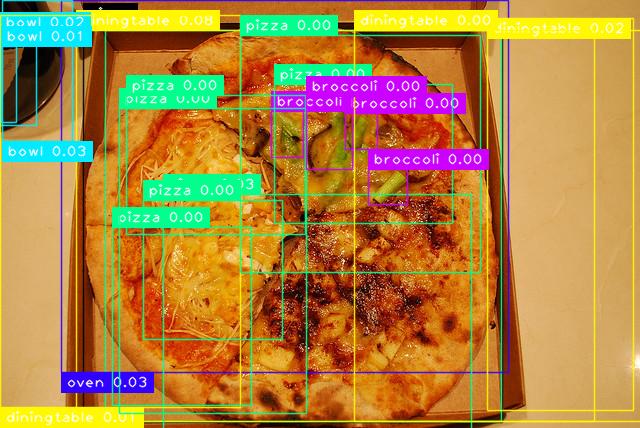 bowl 0.02
bowl 0.01
diningtable 0.08
pizza 0.00
diningtable 0.00
diningtable 0.02
pizza 0.00
pizza 0.00
broccoli 0.00
pizza 0.00
broccoli
broccoli 0.00
bowl 0.03
broccoli 0.00
pizza 0.00
pizza 0.00
oven 0.03
diningtable 0.01